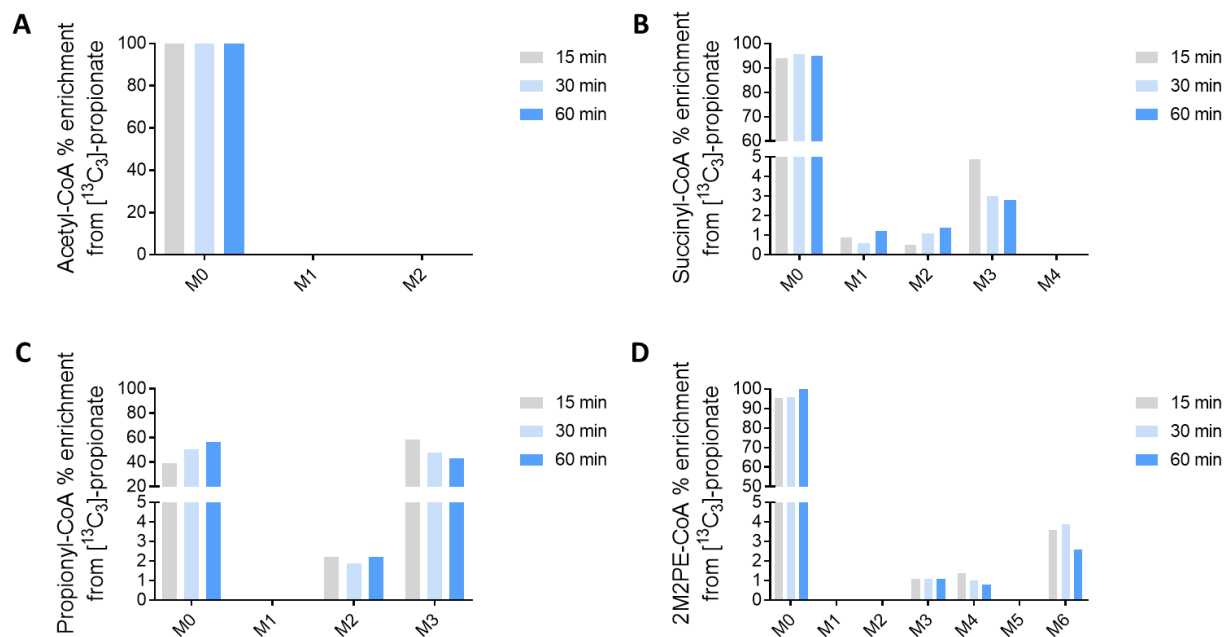 A
Acetyl-CoA % enrichment
from [¹³C₃]-propionate
100
80
60
40
20
0
M0
M1
M2
15 min
30 min
60 min
B
Succinyl-CoA % enrichment
from [¹³C₃]-propionate
100
90
80
70
60
5
4
3
2
1
0
M0
M1
M2
M3
M4
15 min
30 min
60 min
C
Propionyl-CoA % enrichment
from [¹³C₃]-propionate
100
80
60
40
20
5
4
3
2
1
0
M0
M1
M2
M3
15 min
30 min
60 min
D
2M2PE-CoA % enrichment
from [¹³C₃]-propionate
100
90
80
70
60
50
5
4
3
2
1
0
M0
M1
M2
M3
M4
M5
M6
15 min
30 min
60 min